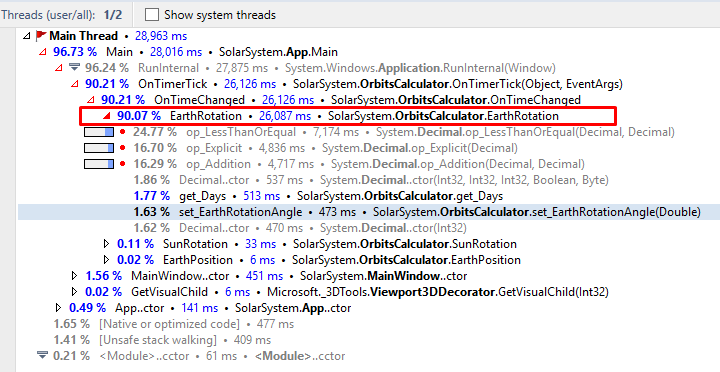 Threads (user/all): 1/2 Show system threads
Main Thread • 28,963 ms
96.73 % Main • 28,016 ms • SolarSystem.App.Main
96.24 % RunInternal • 27,875 ms • System.Windows.Application.RunInternal(Window)
90.21 % OnTimerTick • 26,126 ms • SolarSystem.OrbitsCalculator.OnTimerTick(Object, EventArgs)
90.21 % OnTimeChanged • 26,126 ms • SolarSystem.OrbitsCalculator.OnTimeChanged
90.07 % EarthRotation • 26,087 ms • SolarSystem.OrbitsCalculator.EarthRotation
24.77 % op_LessThanOrEqual • 7,174 ms • System.Decimal.op_LessThanOrEqual(Decimal, Decimal)
16.70 % op_Explicit • 4,836 ms • System.Decimal.op_Explicit(Decimal)
16.29 % op_Addition • 4,717 ms • System.Decimal.op_Addition(Decimal, Decimal)
1.86 % Decimal..ctor • 537 ms • System.Decimal..ctor(Int32, Int32, Int32, Boolean, Byte)
1.77 % get_Days • 513 ms • SolarSystem.OrbitsCalculator.get_Days
1.63 % set_EarthRotationAngle • 473 ms • SolarSystem.OrbitsCalculator.set_EarthRotationAngle(Double)
1.62 % Decimal..ctor • 470 ms • System.Decimal..ctor(Int32)
0.11 % SunRotation • 33 ms • SolarSystem.OrbitsCalculator.SunRotation
0.02 % EarthPosition • 6 ms • SolarSystem.OrbitsCalculator.EarthPosition
1.56 % MainWindow..ctor • 451 ms • SolarSystem.MainWindow..ctor
0.02 % GetVisualChild • 6 ms • Microsoft._3DTools.Viewport3DDecorator.GetVisualChild(Int32)
0.49 % App..ctor • 141 ms • SolarSystem.App..ctor
1.65 % [Native or optimized code] • 477 ms
1.41 % [Unsafe stack walking] • 409 ms
0.21 % <Module>..cctor • 61 ms • <Module>..cctor